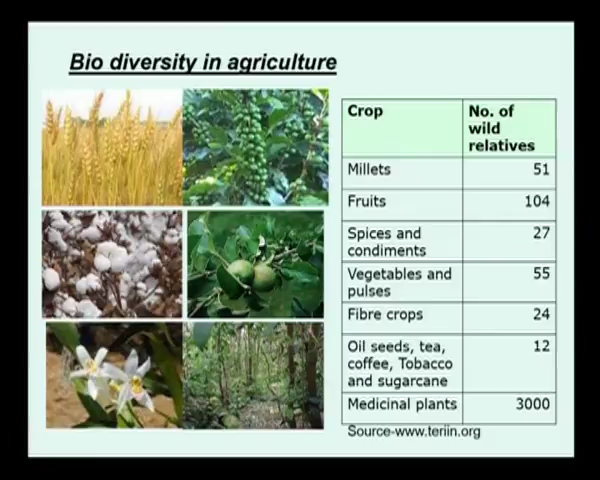 Bio diversity in agriculture
Crop No. of
wild
relatives
Millets 51
Fruits 104
Spices and 27
condiments
Vegetables and 55
pulses
Fibre crops 24
Oil seeds, tea, 12
coffee, Tobacco
and sugarcane
Medicinal plants 3000
Source-www.teriin.org